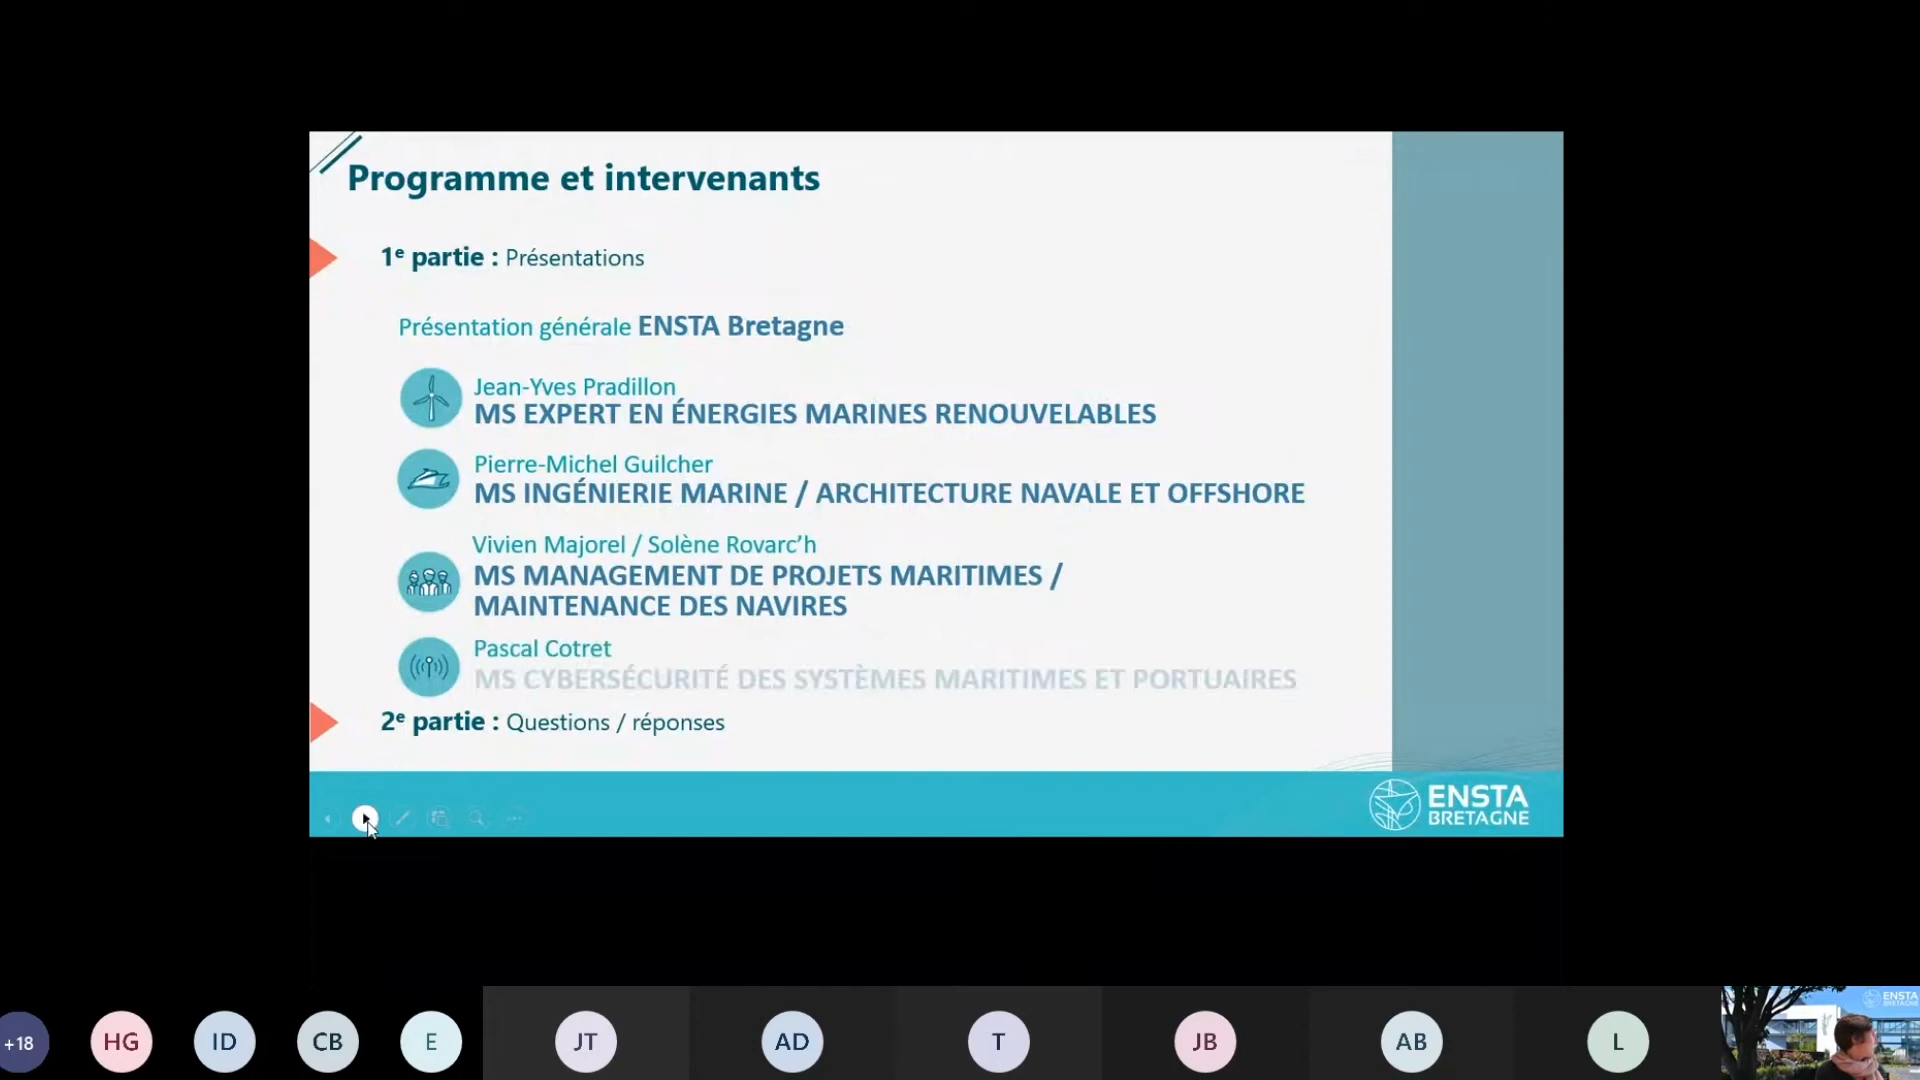 Programme et intervenants
1e partie : Présentations
Présentation générale ENSTA Bretagne
Jean-Yves Pradillon
MS EXPERT EN ÉNERGIES MARINES RENOUVELABLES
Pierre-Michel Guilcher
MS INGÉNIERIE MARINE / ARCHITECTURE NAVALE ET OFFSHORE
Vivien Majorel / Solène Rovarc'h
MS MANAGEMENT DE PROJETS MARITIMES /
MAINTENANCE DES NAVIRES
Pascal Cotret
MS CYBERSÉCURITÉ DES SYSTÈMES MARITIMES ET PORTUAIRES
2e partie : Questions / réponses
ENSTA
BRETAGNE
+18
HG
ID
CB
E
JT
AD
T
JB
AB
L
ENSTA
BRETAGNE